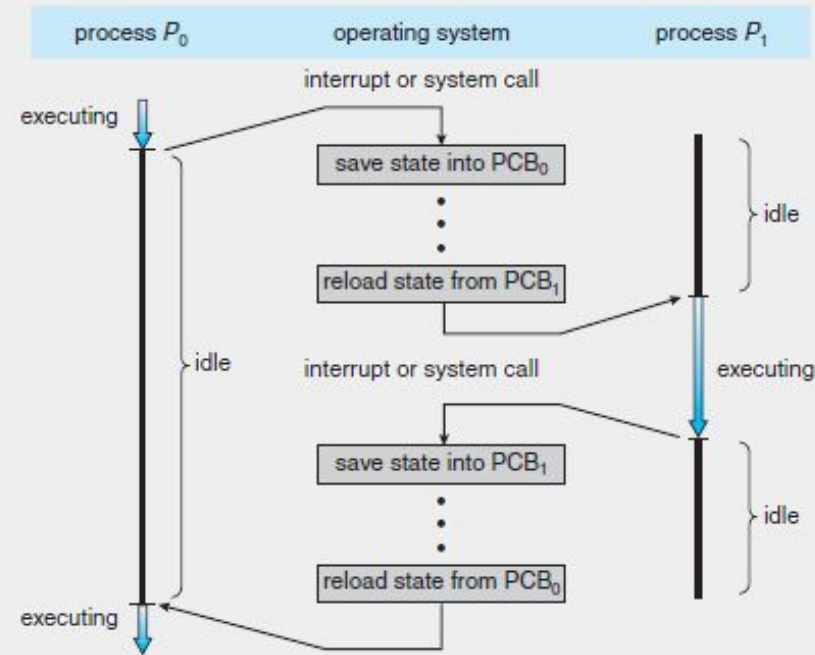 process P₀ operating system process P₁
interrupt or system call
executing
save state into PCB₀
idle
reload state from PCB₁
idle
interrupt or system call
executing
save state into PCB₁
idle
reload state from PCB₀
executing